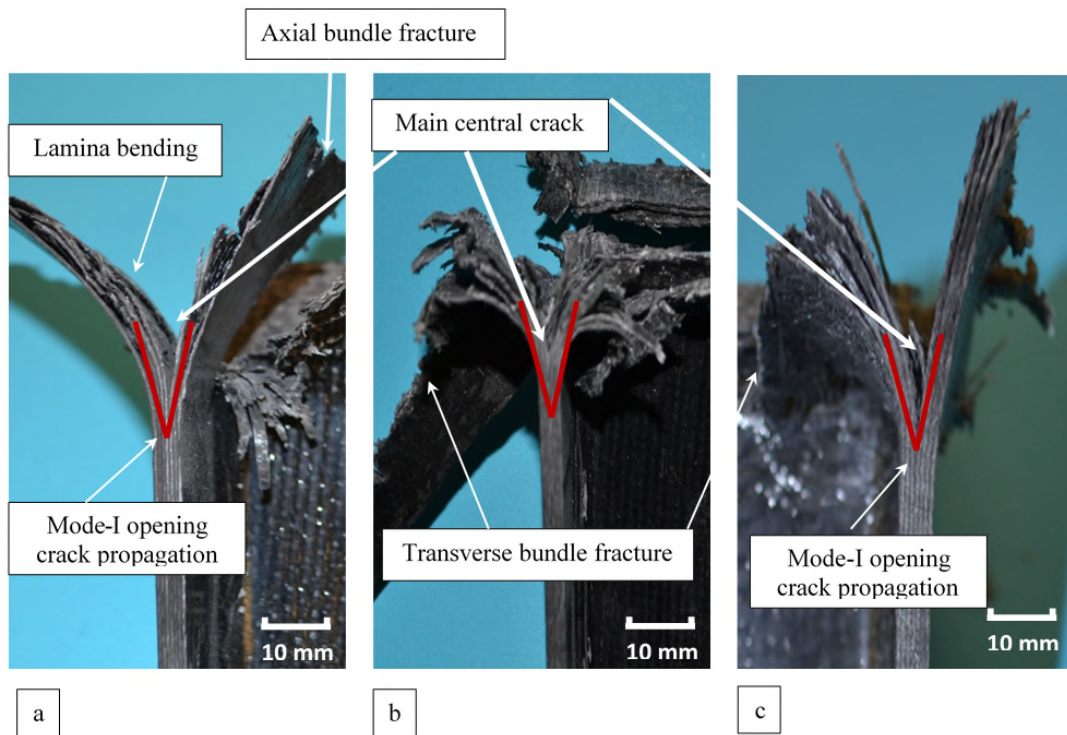 Axial bundle fracture
Lamina bending
Main central crack
Mode-I opening
crack propagation
Transverse bundle fracture
Mode-I opening
crack propagation
10 mm
10 mm
10 mm
a
b
c